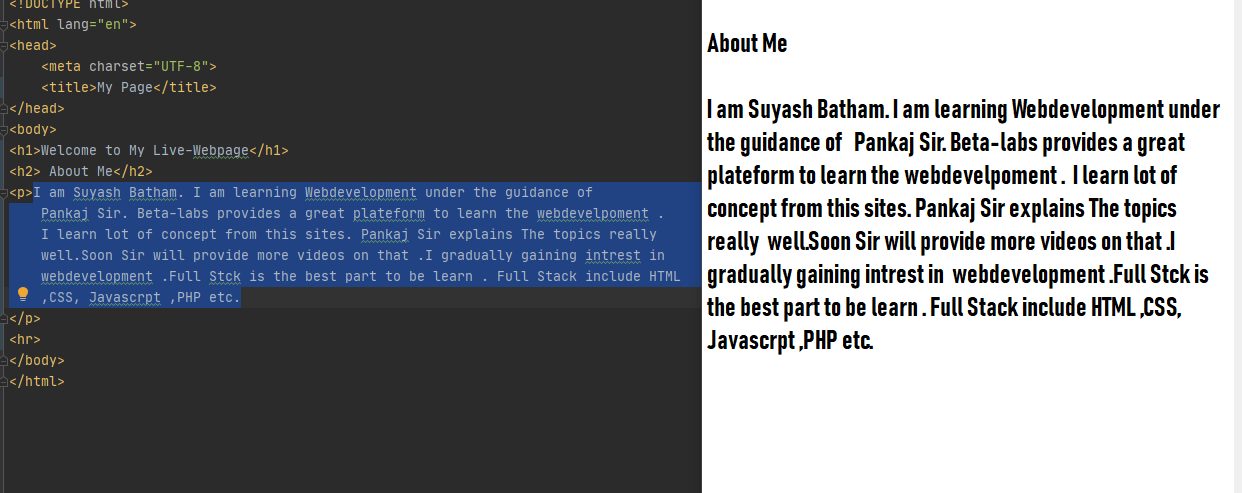 <!DOCTYPE html>
<html lang="en">
<head>
<meta charset="UTF-8">
<title>My Page</title>
</head>
<body>
<h1>Welcome to My Live-Webpage</h1>
<h2> About Me</h2>
<p>I am Suyash Batham. I am learning Webdevelopment under the guidance of
Pankaj Sir. Beta-labs provides a great plateform to learn the webdevelpoment .
I learn lot of concept from this sites. Pankaj Sir explains The topics really
well.Soon Sir will provide more videos on that .I gradually gaining intrest in
webdevelopment .Full Stck is the best part to be learn . Full Stack include HTML
,CSS, Javascrpt ,PHP etc.
</p>
<hr>
</body>
</html>
About Me
I am Suyash Batham. I am learning Webdevelopment under
the guidance of Pankaj Sir. Beta-labs provides a great
plateform to learn the webdevelpoment . I learn lot of
concept from this sites. Pankaj Sir explains The topics
really well.Soon Sir will provide more videos on that .I
gradually gaining intrest in webdevelopment .Full Stck is
the best part to be learn . Full Stack include HTML ,CSS,
Javascrpt ,PHP etc.